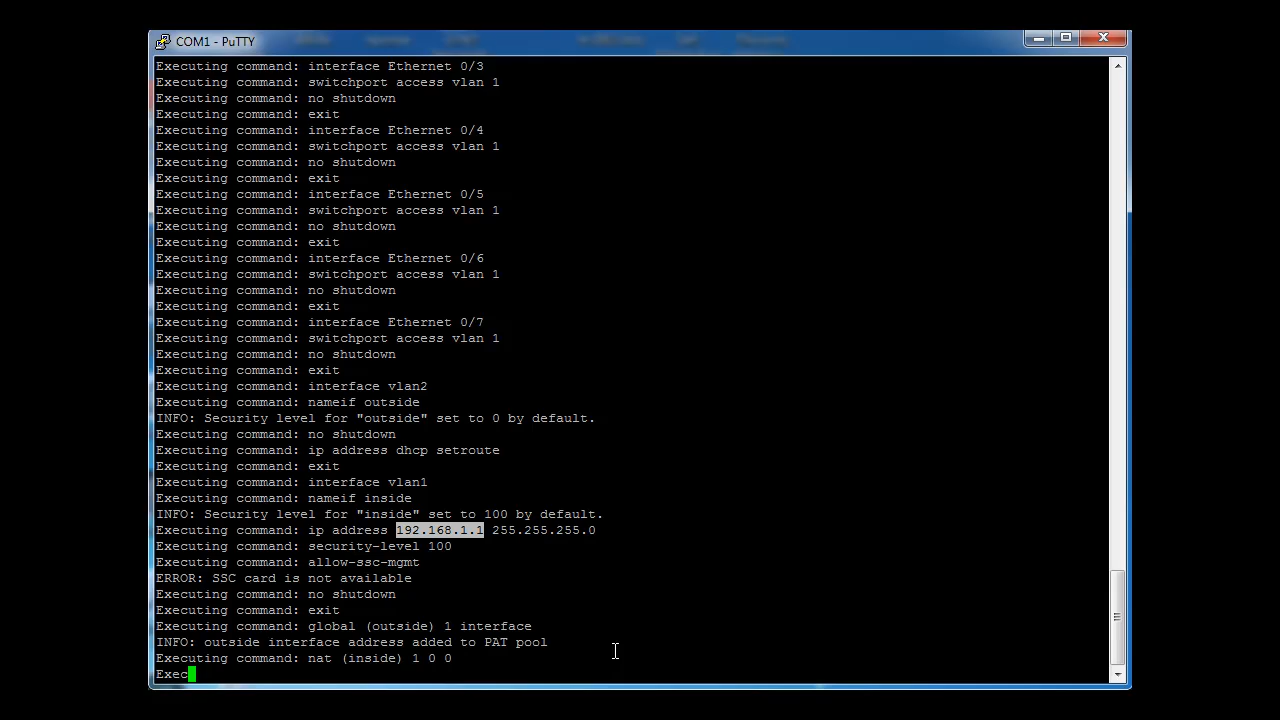 COM1 - PuTTY
Executing command: interface Ethernet 0/3
Executing command: switchport access vlan 1
Executing command: no shutdown
Executing command: exit
Executing command: interface Ethernet 0/4
Executing command: switchport access vlan 1
Executing command: no shutdown
Executing command: exit
Executing command: interface Ethernet 0/5
Executing command: switchport access vlan 1
Executing command: no shutdown
Executing command: exit
Executing command: interface Ethernet 0/6
Executing command: switchport access vlan 1
Executing command: no shutdown
Executing command: exit
Executing command: interface Ethernet 0/7
Executing command: switchport access vlan 1
Executing command: no shutdown
Executing command: exit
Executing command: interface vlan2
Executing command: nameif outside
INFO: Security level for "outside" set to 0 by default.
Executing command: no shutdown
Executing command: ip address dhcp setroute
Executing command: exit
Executing command: interface vlan1
Executing command: nameif inside
INFO: Security level for "inside" set to 100 by default.
Executing command: ip address 192.168.1.1 255.255.255.0
Executing command: security-level 100
Executing command: allow-ssc-mgmt
ERROR: SSC card is not available
Executing command: no shutdown
Executing command: exit
Executing command: global (outside) 1 interface
INFO: outside interface address added to PAT pool
Executing command: nat (inside) 1 0 0
Exec